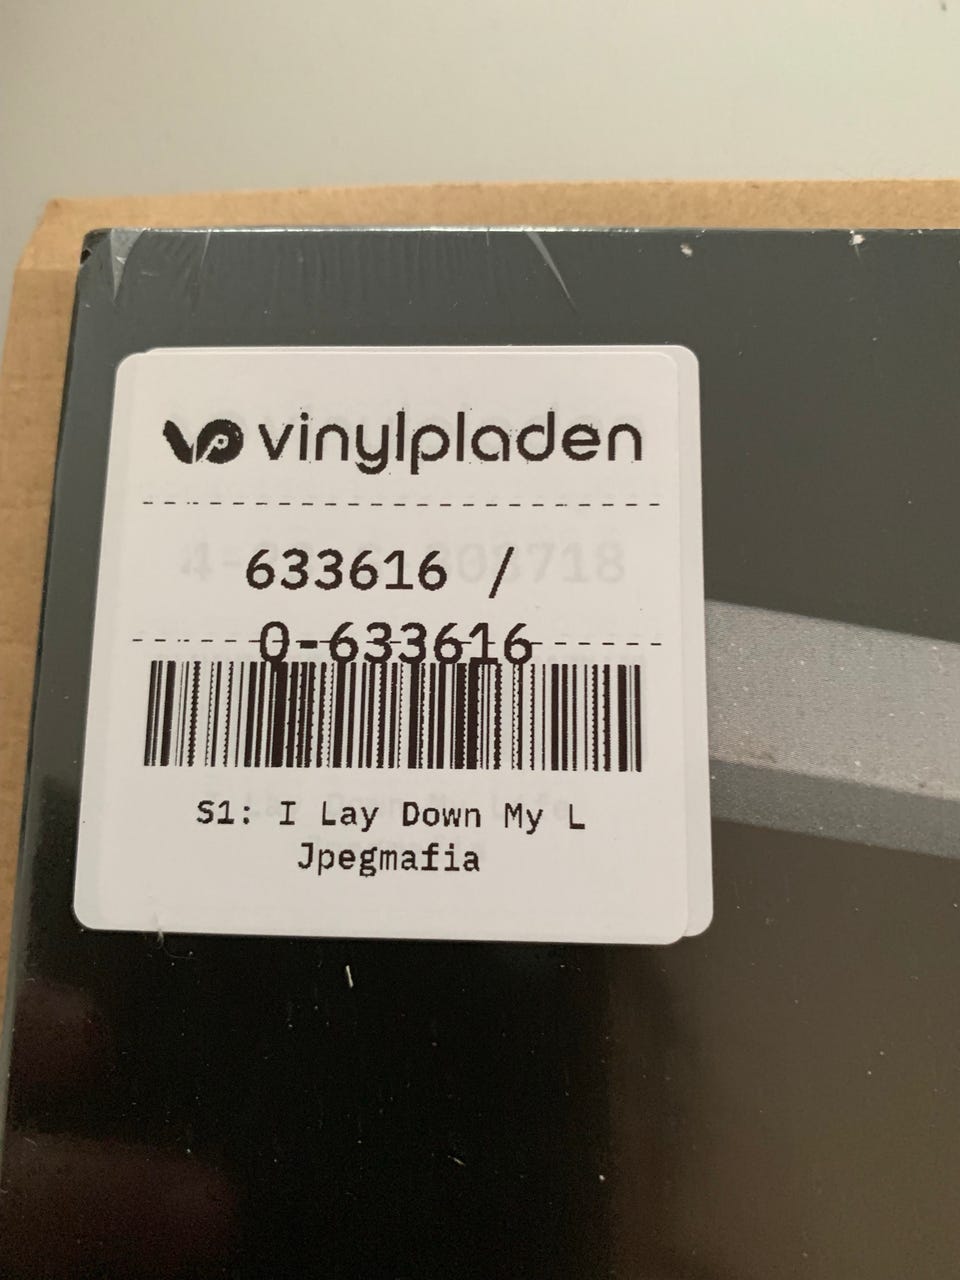 vinylpladen
633616 /
0-633616
S1: I Lay Down My L
Jpegmafia